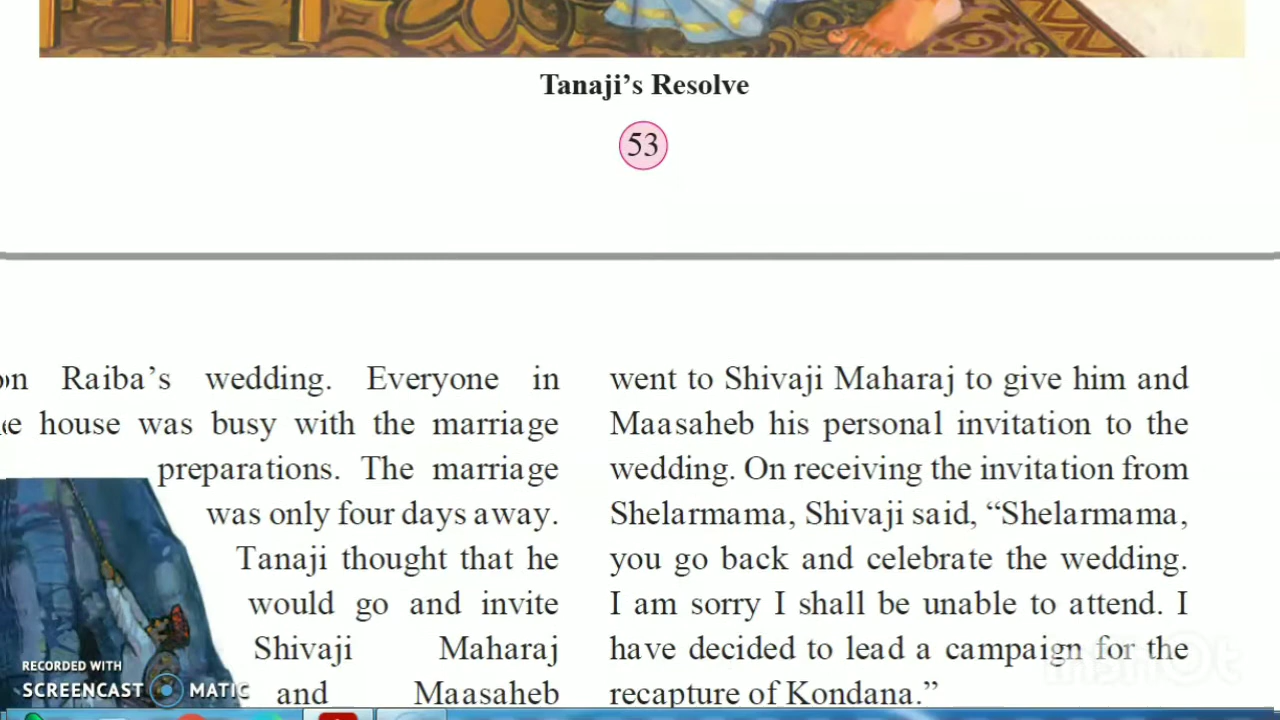 Tanaji’s Resolve
53
Raiba’s wedding. Everyone in
house was busy with the marriage
preparations. The marriage
was only four days away.
Tanaji thought that he
would go and invite
Shivaji Maharaj
and Maasaheb
went to Shivaji Maharaj to give him and
Maasaheb his personal invitation to the
wedding. On receiving the invitation from
Shelarmama, Shivaji said, “Shelarmama,
you go back and celebrate the wedding.
I am sorry I shall be unable to attend. I
have decided to lead a campaign for the
recapture of Kondana.”
RECORDED WITH
SCREENCAST MATIC
inshot